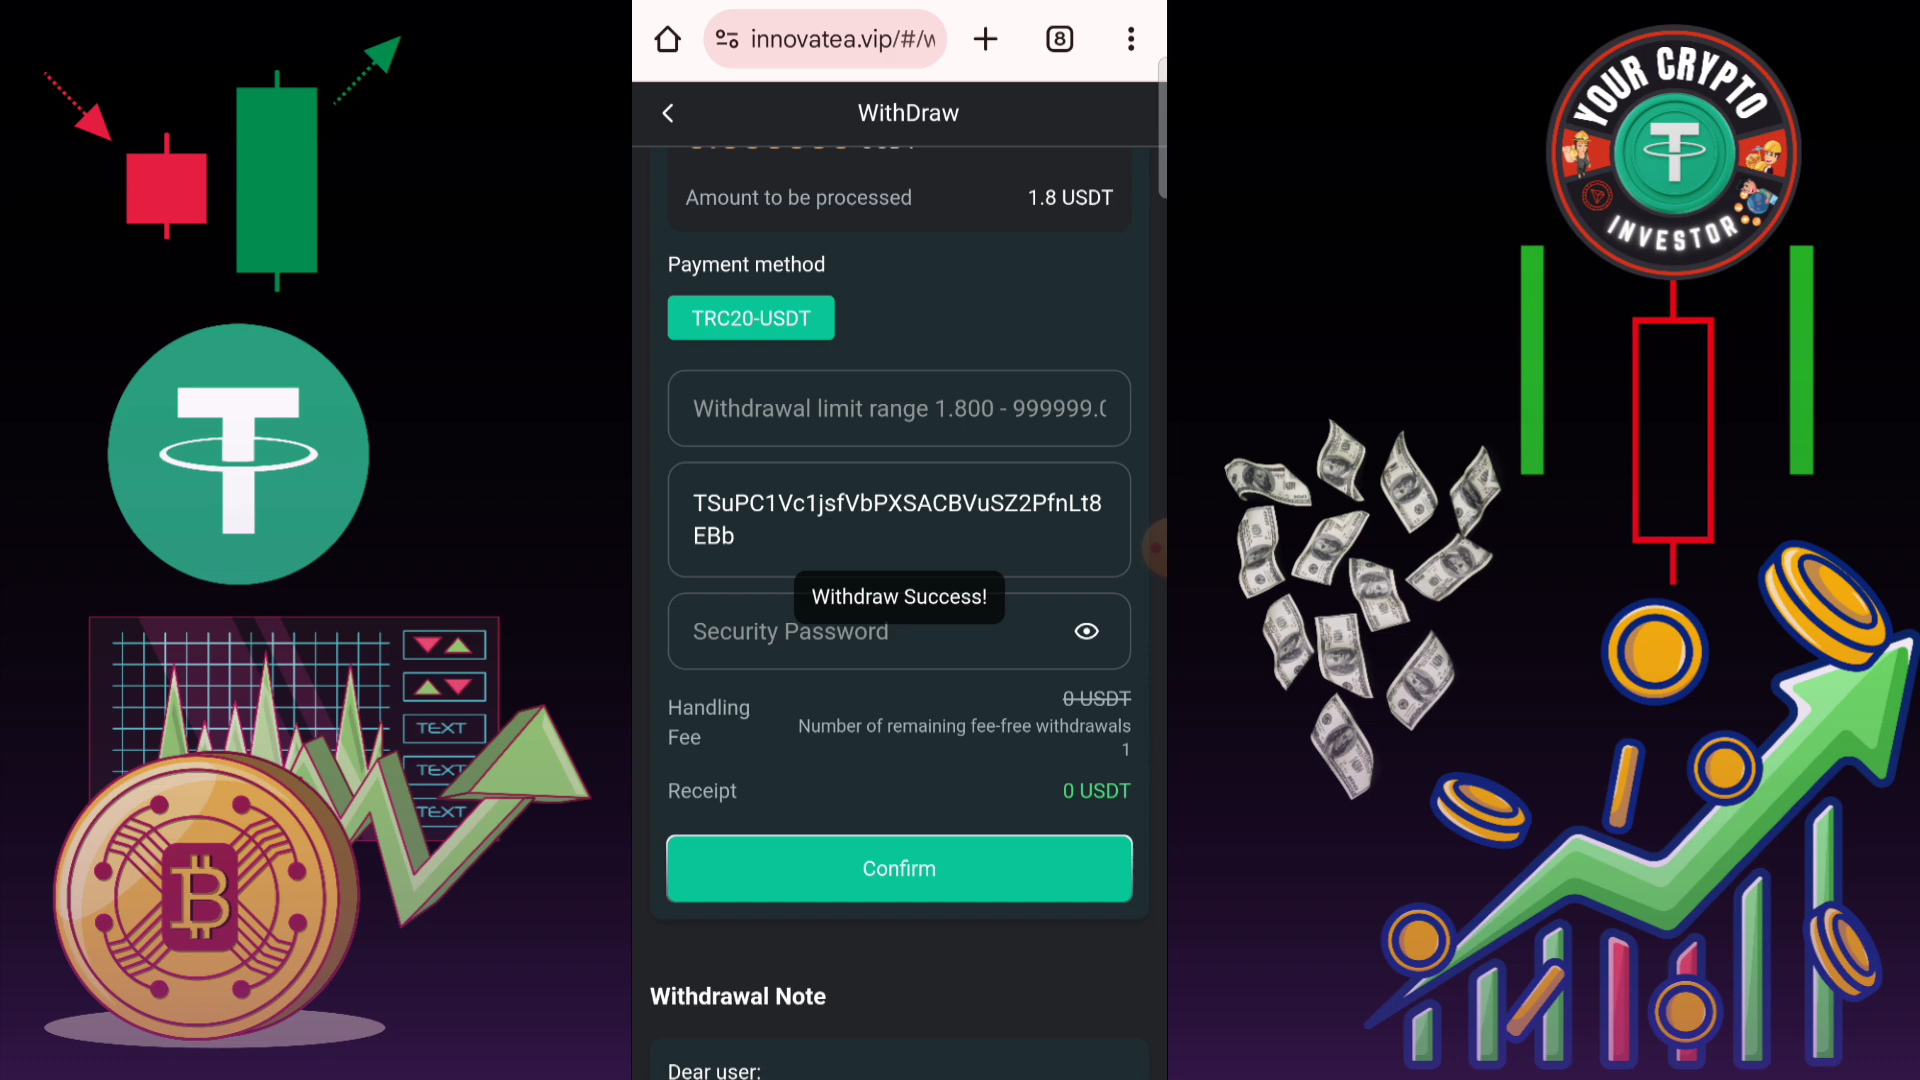 innovatea.vip/#/w
8
WithDraw
Amount to be processed
1.8 USDT
Payment method
TRC20-USDT
Withdrawal limit range 1.800 - 999999.0
TSuPC1Vc1jsfVbPXSACBVuSZ2PfnLt8
EBb
Withdraw Success!
Security Password
Handling
Fee
0 USDT
Number of remaining fee-free withdrawals
1
Receipt
0 USDT
Confirm
Withdrawal Note
Dear user:
TEXT
TEXT
TEXT
YOUR CRYPTO
INVESTOR